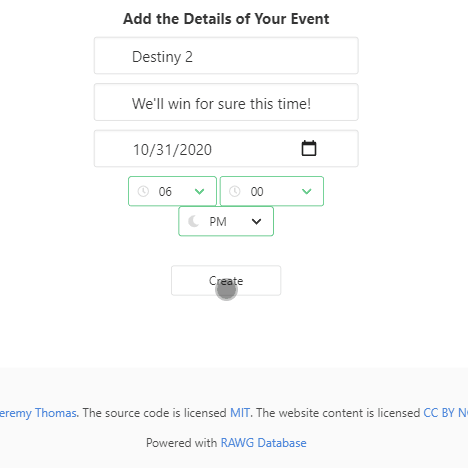 Add the Details of Your Event
Destiny 2
We'll win for sure this time!
10/31/2020
06 00
PM
Create
eremy Thomas. The source code is licensed MIT. The website content is licensed CC BY N
Powered with RAWG Database